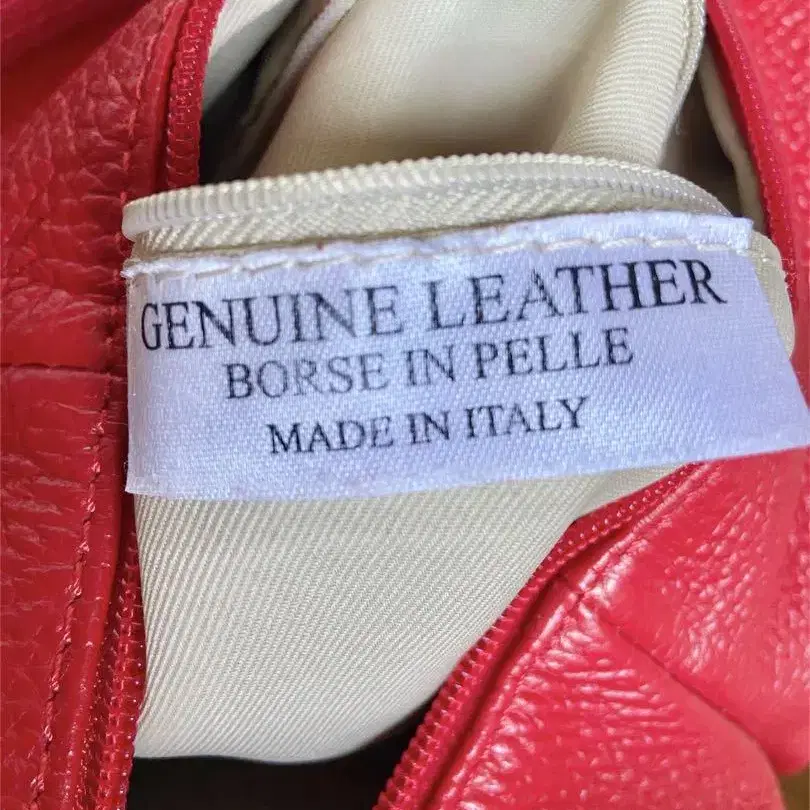 GENUINE LEATHER
BORSE IN PELLE
MADE IN ITALY